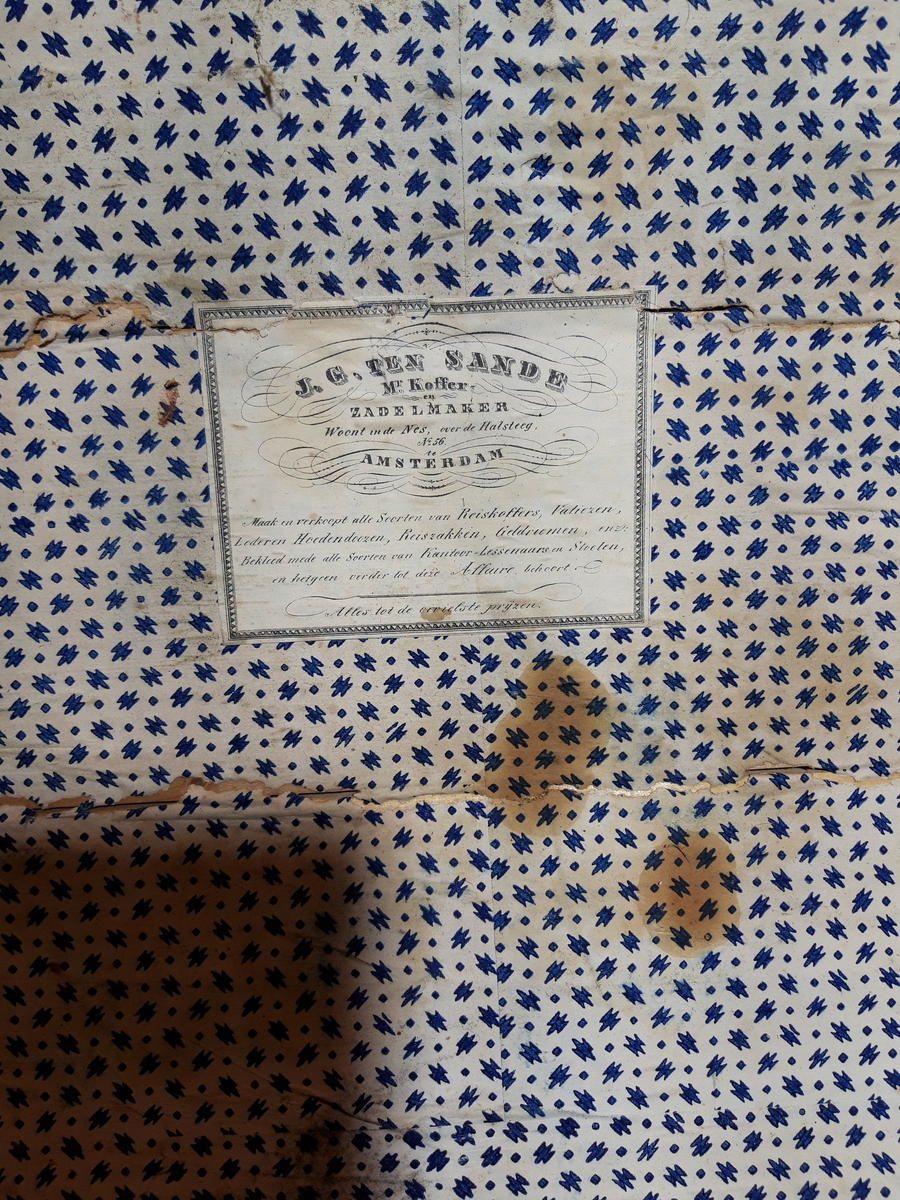 J. G. TEN SANDE
Mr. Koffer-
en
ZADELMAKER
Woont in de Nes, over de Halsteeg,
No. 56.
te
AMSTERDAM
Maak en verkoopt alle Soorten van Reiskoffers, Valiezen,
Lederen Hoedendoozen, Reiszakken, Geldriemen, enz:
Bekleed mede alle Soorten van Kantoor-Lessenaars en Stoelen,
en hetgeen verder tot deze Affaire behoort
Alles tot de civielste prijzen.